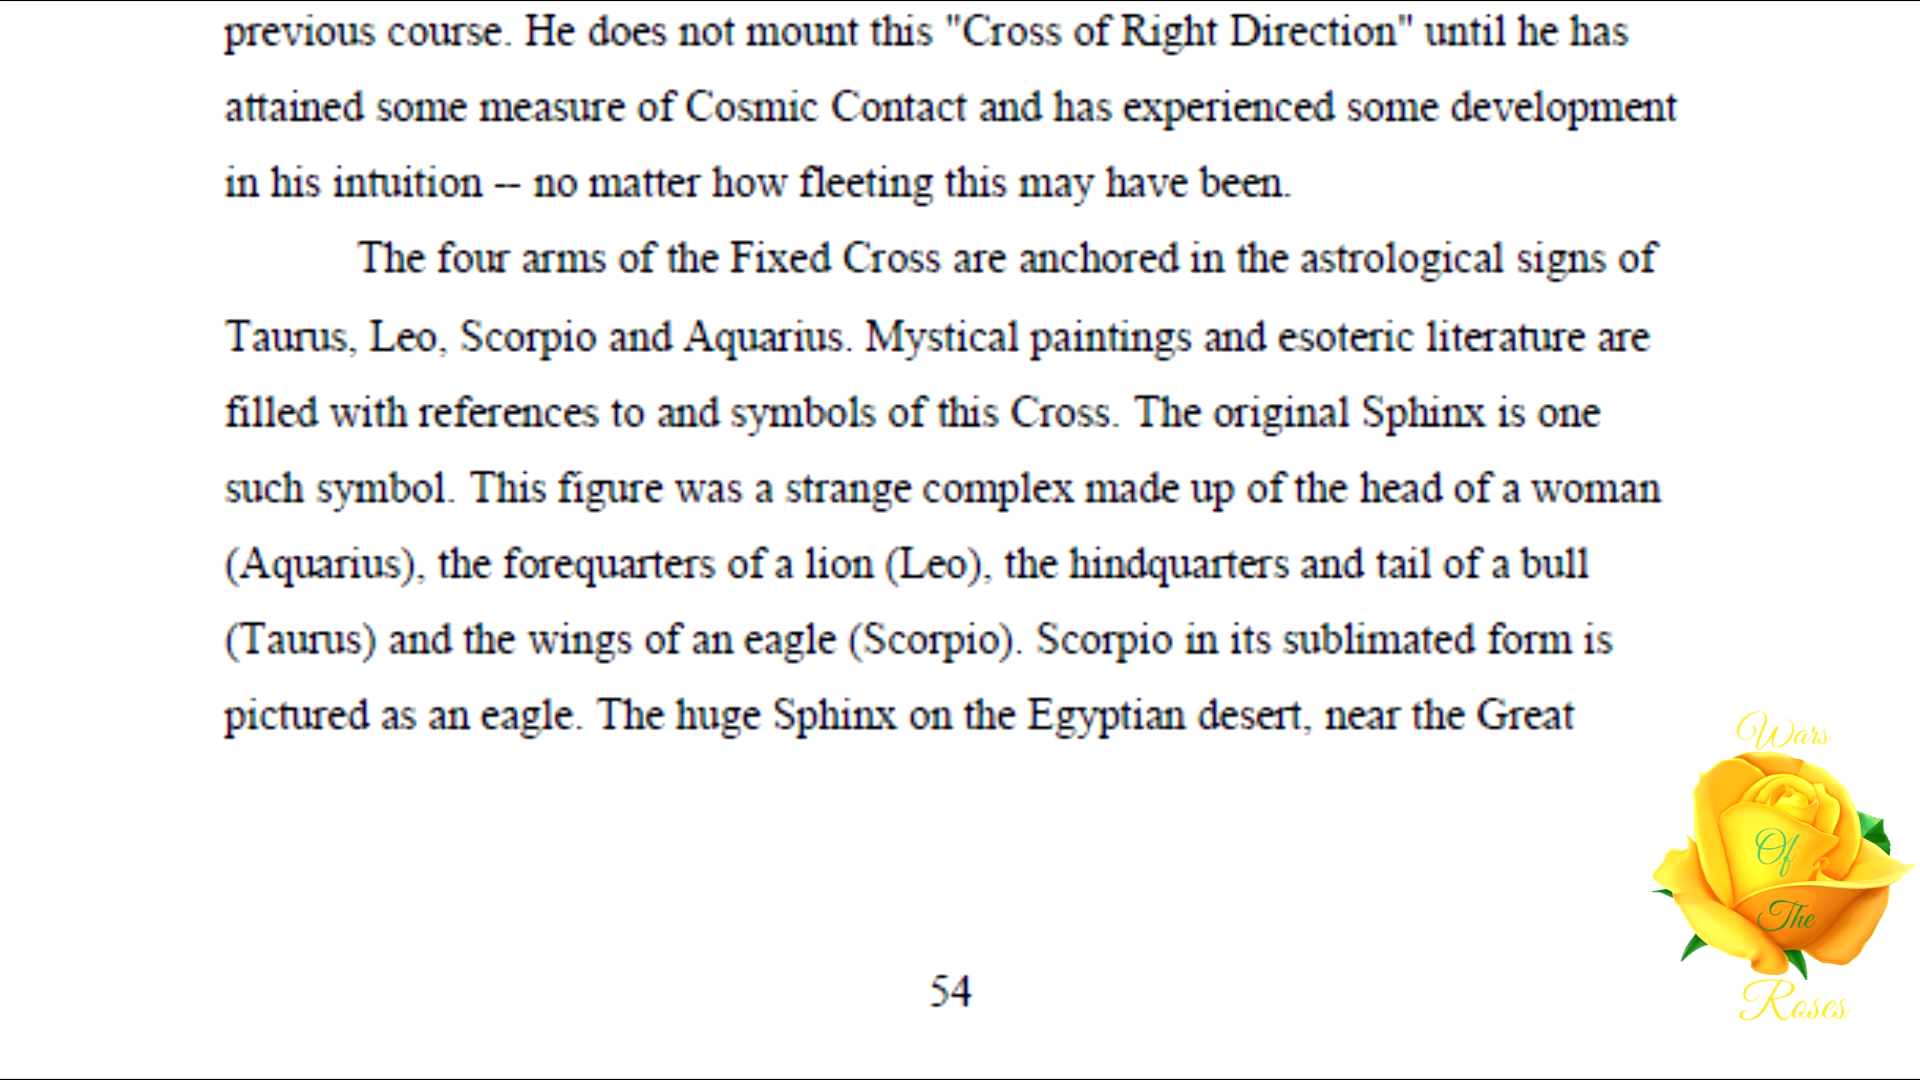 previous course. He does not mount this "Cross of Right Direction" until he has
attained some measure of Cosmic Contact and has experienced some development
in his intuition -- no matter how fleeting this may have been.
The four arms of the Fixed Cross are anchored in the astrological signs of
Taurus, Leo, Scorpio and Aquarius. Mystical paintings and esoteric literature are
filled with references to and symbols of this Cross. The original Sphinx is one
such symbol. This figure was a strange complex made up of the head of a woman
(Aquarius), the forequarters of a lion (Leo), the hindquarters and tail of a bull
(Taurus) and the wings of an eagle (Scorpio). Scorpio in its sublimated form is
pictured as an eagle. The huge Sphinx on the Egyptian desert, near the Great
54
Wars
Of
The
Roses